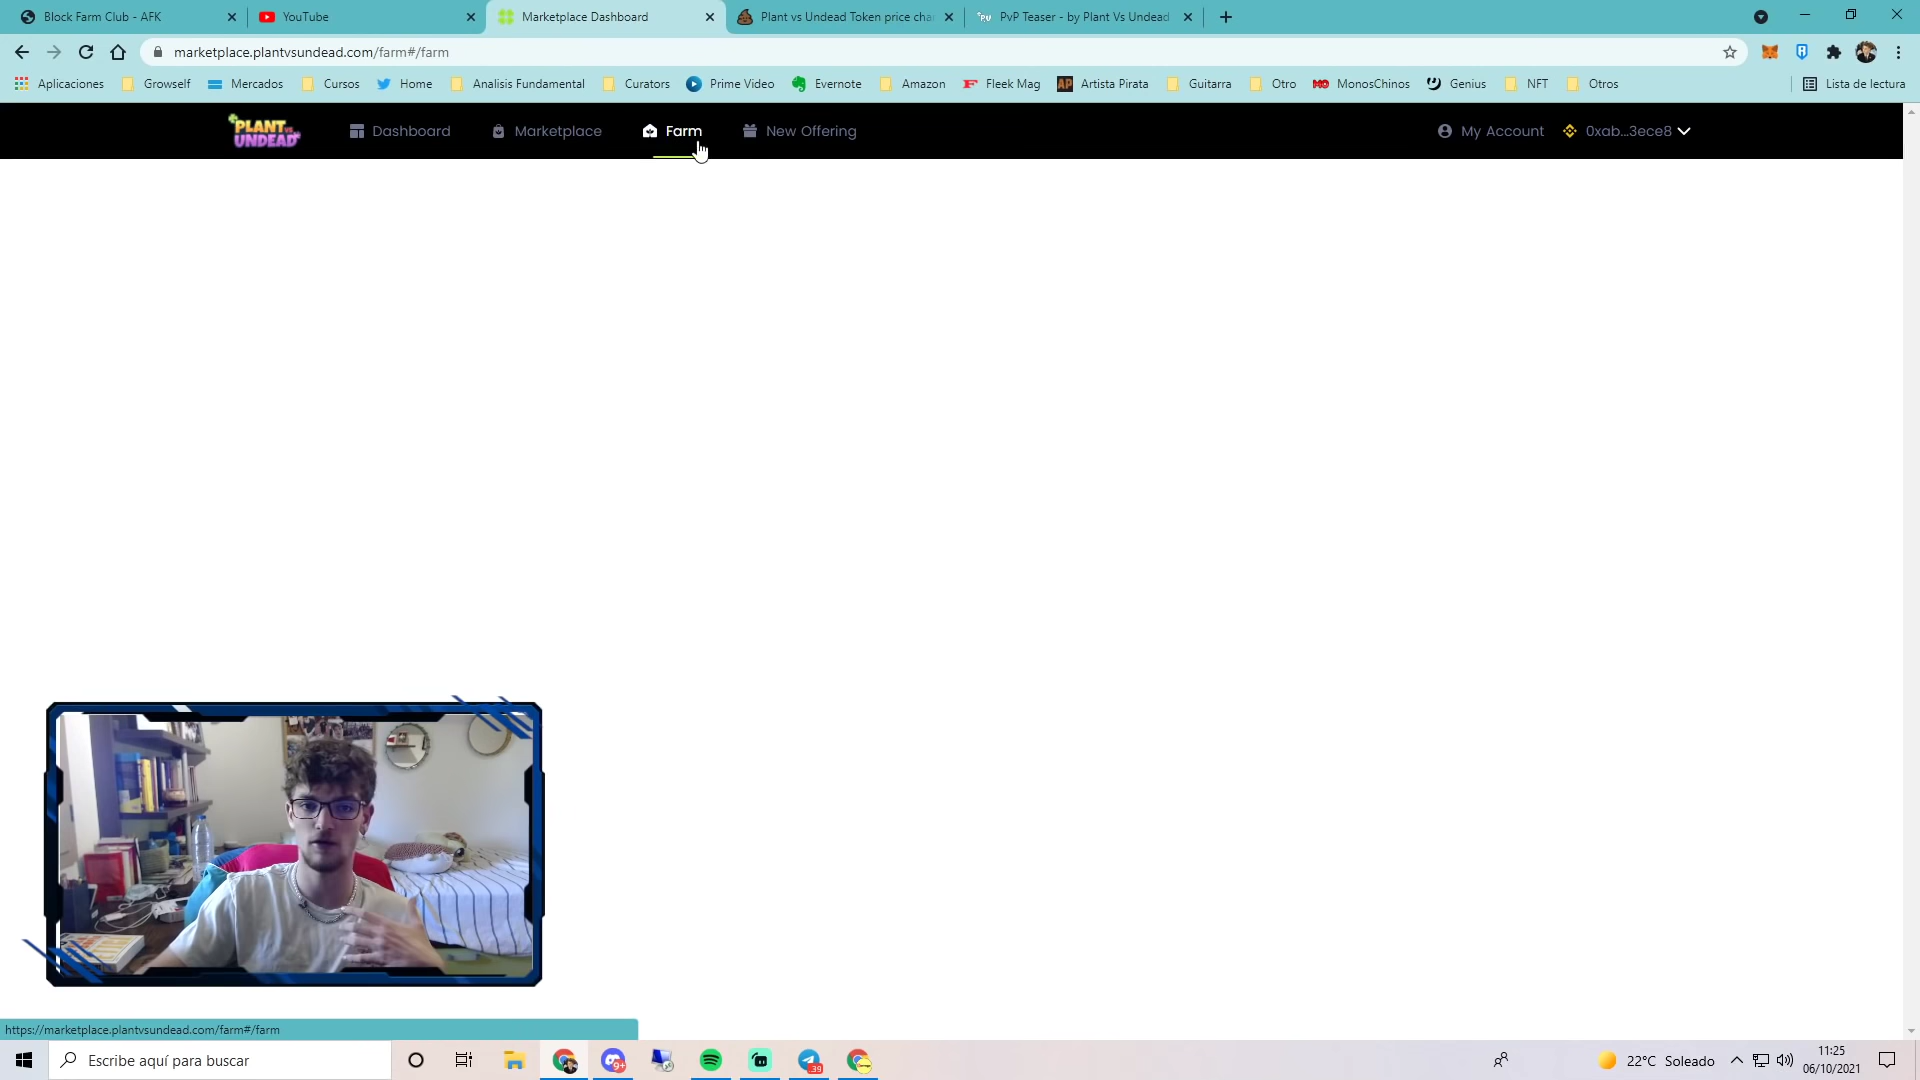 Block Farm Club - AFK
YouTube
Marketplace Dashboard
Plant vs Undead Token price cha
PvP Teaser - by Plant Vs Undead
marketplace.plantvsundead.com/farm#/farm
Aplicaciones
Growself
Mercados
Cursos
Home
Analisis Fundamental
Curators
Prime Video
Evernote
Amazon
Fleek Mag
AP
Artista Pirata
Guitarra
Otro
MO
MonosChinos
Genius
NFT
Otros
Lista de lectura
PLANT VS UNDEAD
Dashboard
Marketplace
Farm
New Offering
My Account
0xab...3ece8
https://marketplace.plantvsundead.com/farm#/farm
Escribe aquí para buscar
9+
39
22°C Soleado
11:25
06/10/2021